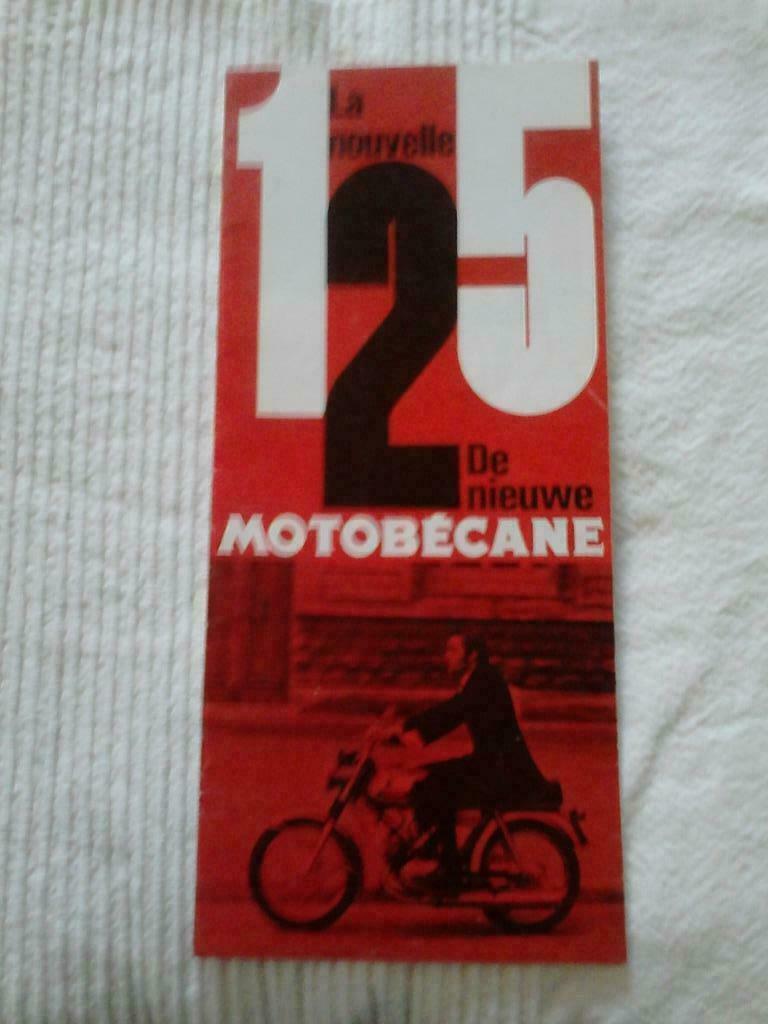 La
nouvelle
125
De
nieuwe
MOTOBÉCANE